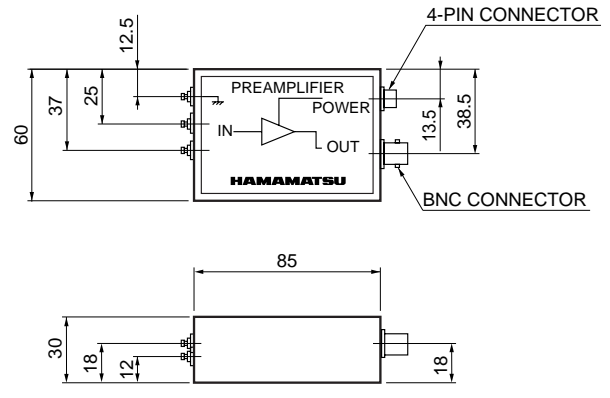 4-PIN CONNECTOR
12.5
37
25
60
PREAMPLIFIER
POWER
IN
OUT
HAMAMATSU
13.5
38.5
BNC CONNECTOR
85
30
18
12
18